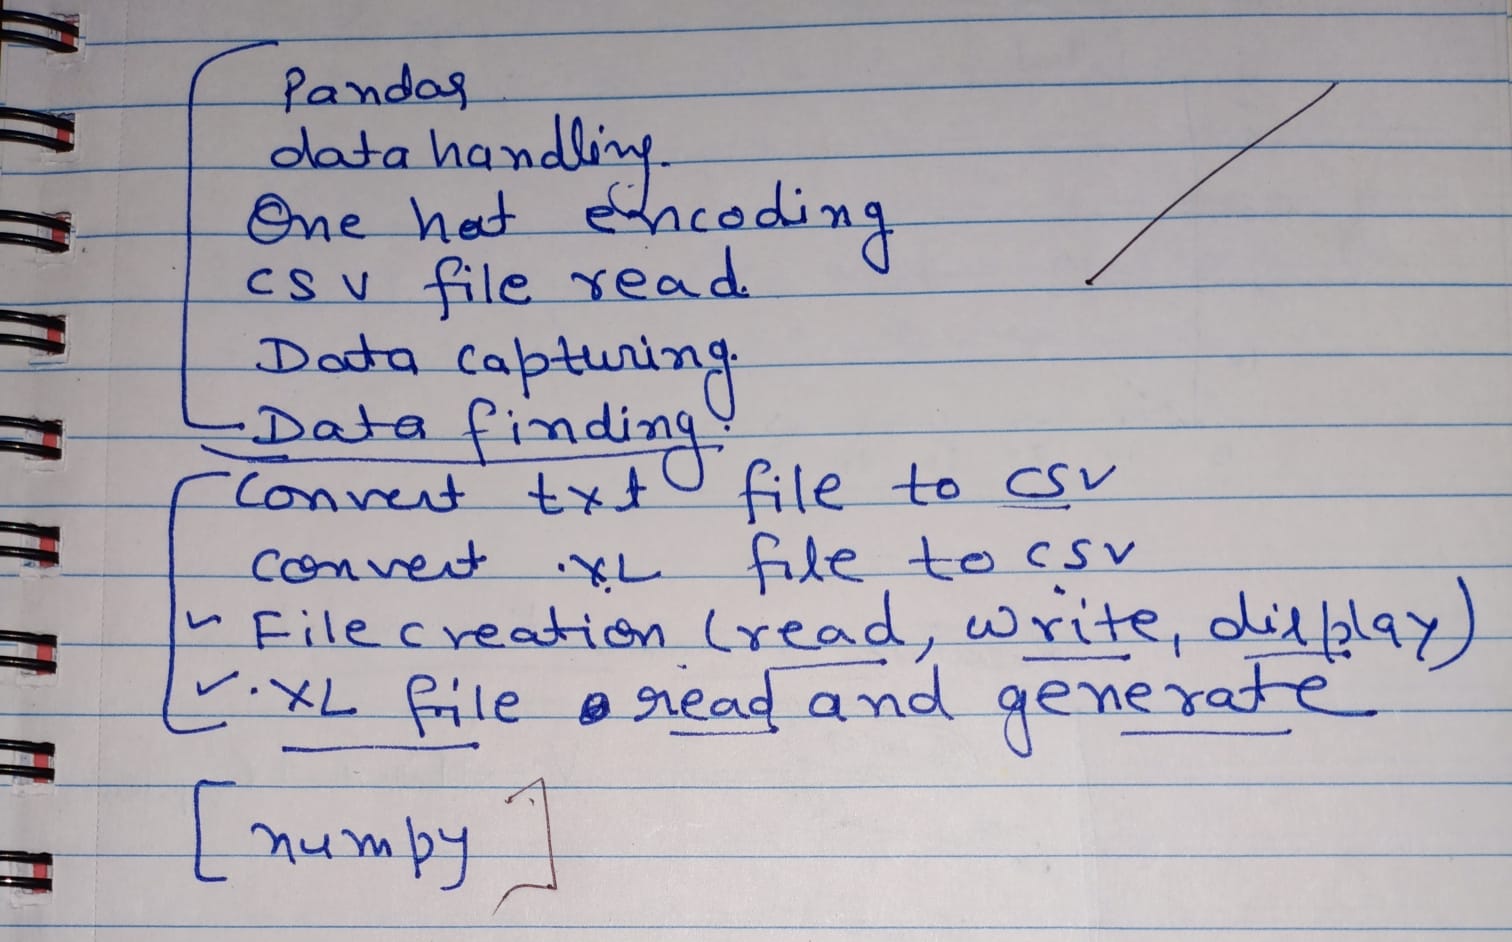 Pandas
data handling.
One hot encoding
csv file read.
Data capturing.
Data finding.
Convert txt file to csv
convert .XL file to csv
✓ File creation (read, write, display)
✓ .XL file read and generate
[numpy]